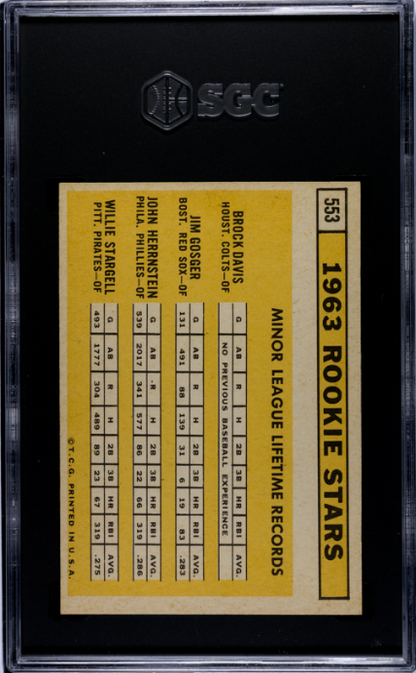 SGC
553
1963 ROOKIE STARS
MINOR LEAGUE LIFETIME RECORDS
BROCK DAVIS
HOUST. COLTS—OF
G AB R H 2B 3B HR RBI AVG.
NO PREVIOUS BASEBALL EXPERIENCE
JIM GOSGER
BOST. RED SOX—OF
G AB R H 2B 3B HR RBI AVG.
131 491 88 139 31 6 19 83 .283
JOHN HERRNSTEIN
PHILA. PHILLIES—OF
G AB R H 2B 3B HR RBI AVG.
539 2017 341 577 86 22 66 319 .286
WILLIE STARGELL
PITT. PIRATES—OF
G AB R H 2B 3B HR RBI AVG.
493 1777 304 489 89 23 67 319 .275
© T.C.G. PRINTED IN U.S.A.